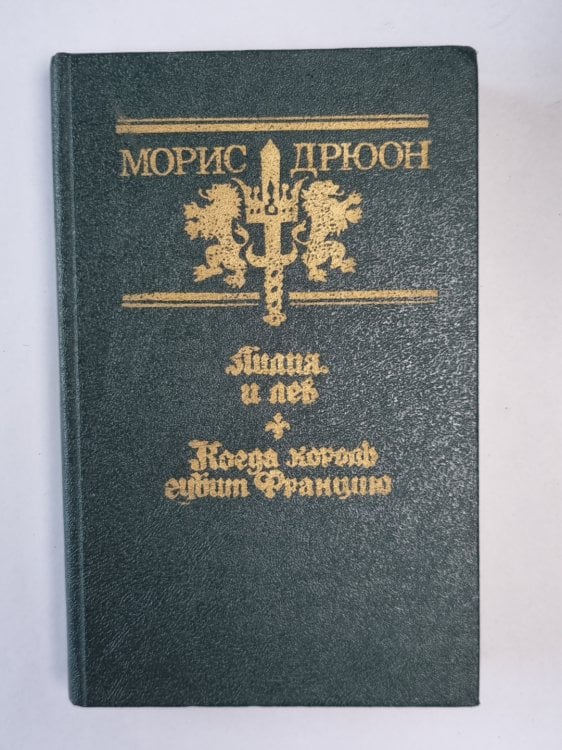 МОРИС ДРЮОН
Лилия
и лев
Когда король
губит Францию